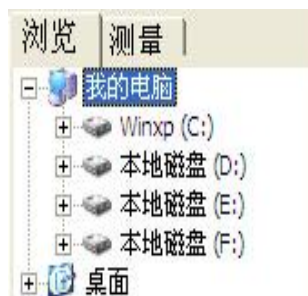 浏览 测量
我的电脑
Winxp (C:)
本地磁盘 (D:)
本地磁盘 (E:)
本地磁盘 (F:)
桌面